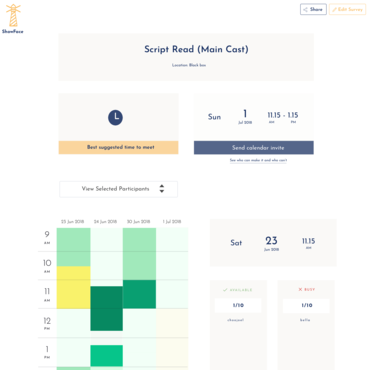 Share
Edit Survey
ShamFace
Script Read (Main Cast)
Location: Black box
Sun
1
Jul 2018
11.15 - 1.15
AM
PM
Best suggested time to meet
Send calendar invite
See who can make it and who can't
View Selected Participants
23 Jun 2018
24 Jun 2018
30 Jun 2018
1 Jul 2018
9
AM
10
AM
11
AM
12
PM
1
PM
Sat
23
Jun 2018
11.15
AM
AVAILABLE
1/10
BUSY
1/10